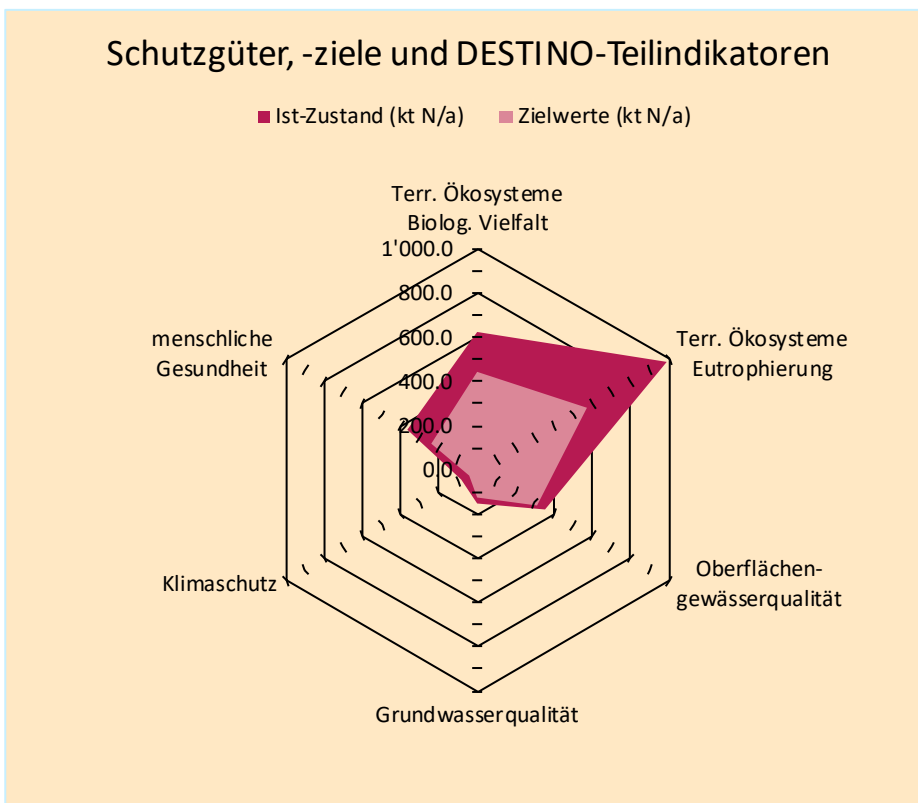 Schutzgüter, -ziele und DESTINO-Teilindikatoren
Ist-Zustand (kt N/a) Zielwerte (kt N/a)
Terr. Ökosysteme
Biolog. Vielfalt
1'000.0
800.0
600.0
400.0
200.0
0.0
Terr. Ökosysteme
Eutrophierung
Oberflächen-
gewässerqualität
Grundwasserqualität
Klimaschutz
menschliche
Gesundheit